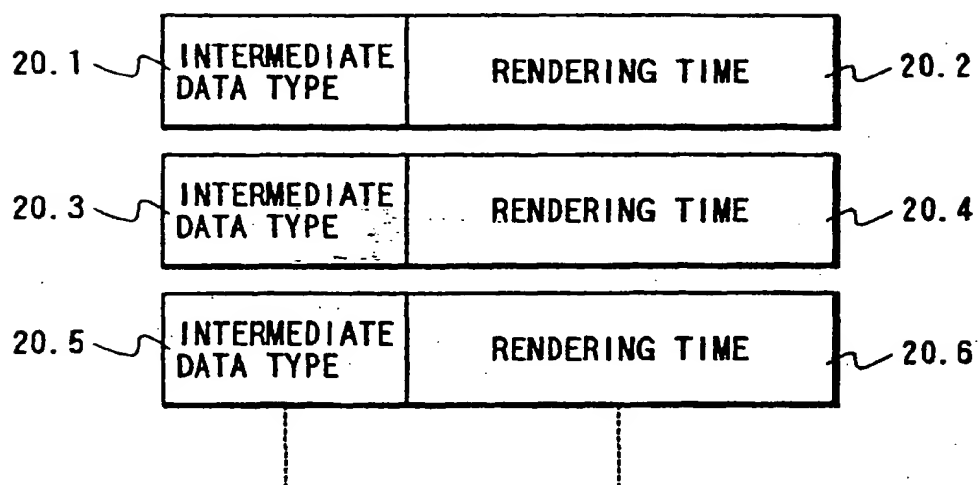 20.1 INTERMEDIATE DATA TYPE RENDERING TIME 20.2
20.3 INTERMEDIATE DATA TYPE RENDERING TIME 20.4
20.5 INTERMEDIATE DATA TYPE RENDERING TIME 20.6